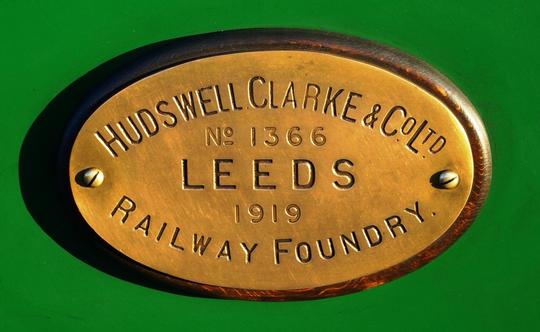 HUDSWELL CLARKE & CO. LTD.
No 1366
LEEDS
1919
RAILWAY FOUNDRY.